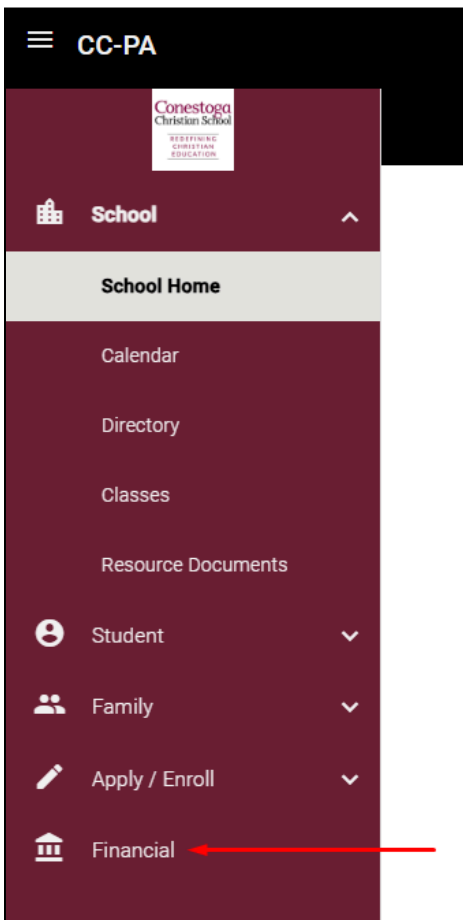 CC-PA
Conestoga
Christian School
REDEFINING
CHRISTIAN
EDUCATION
School
School Home
Calendar
Directory
Classes
Resource Documents
Student
Family
Apply / Enroll
Financial